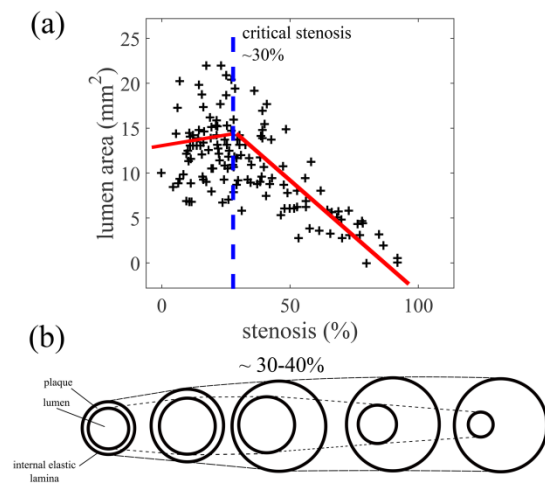 (a)
critical stenosis
~30%
25
20
15
10
5
0
lumen area (mm²)
0 50 100
stenosis (%)
(b)
~ 30-40%
plaque
lumen
internal elastic
lamina